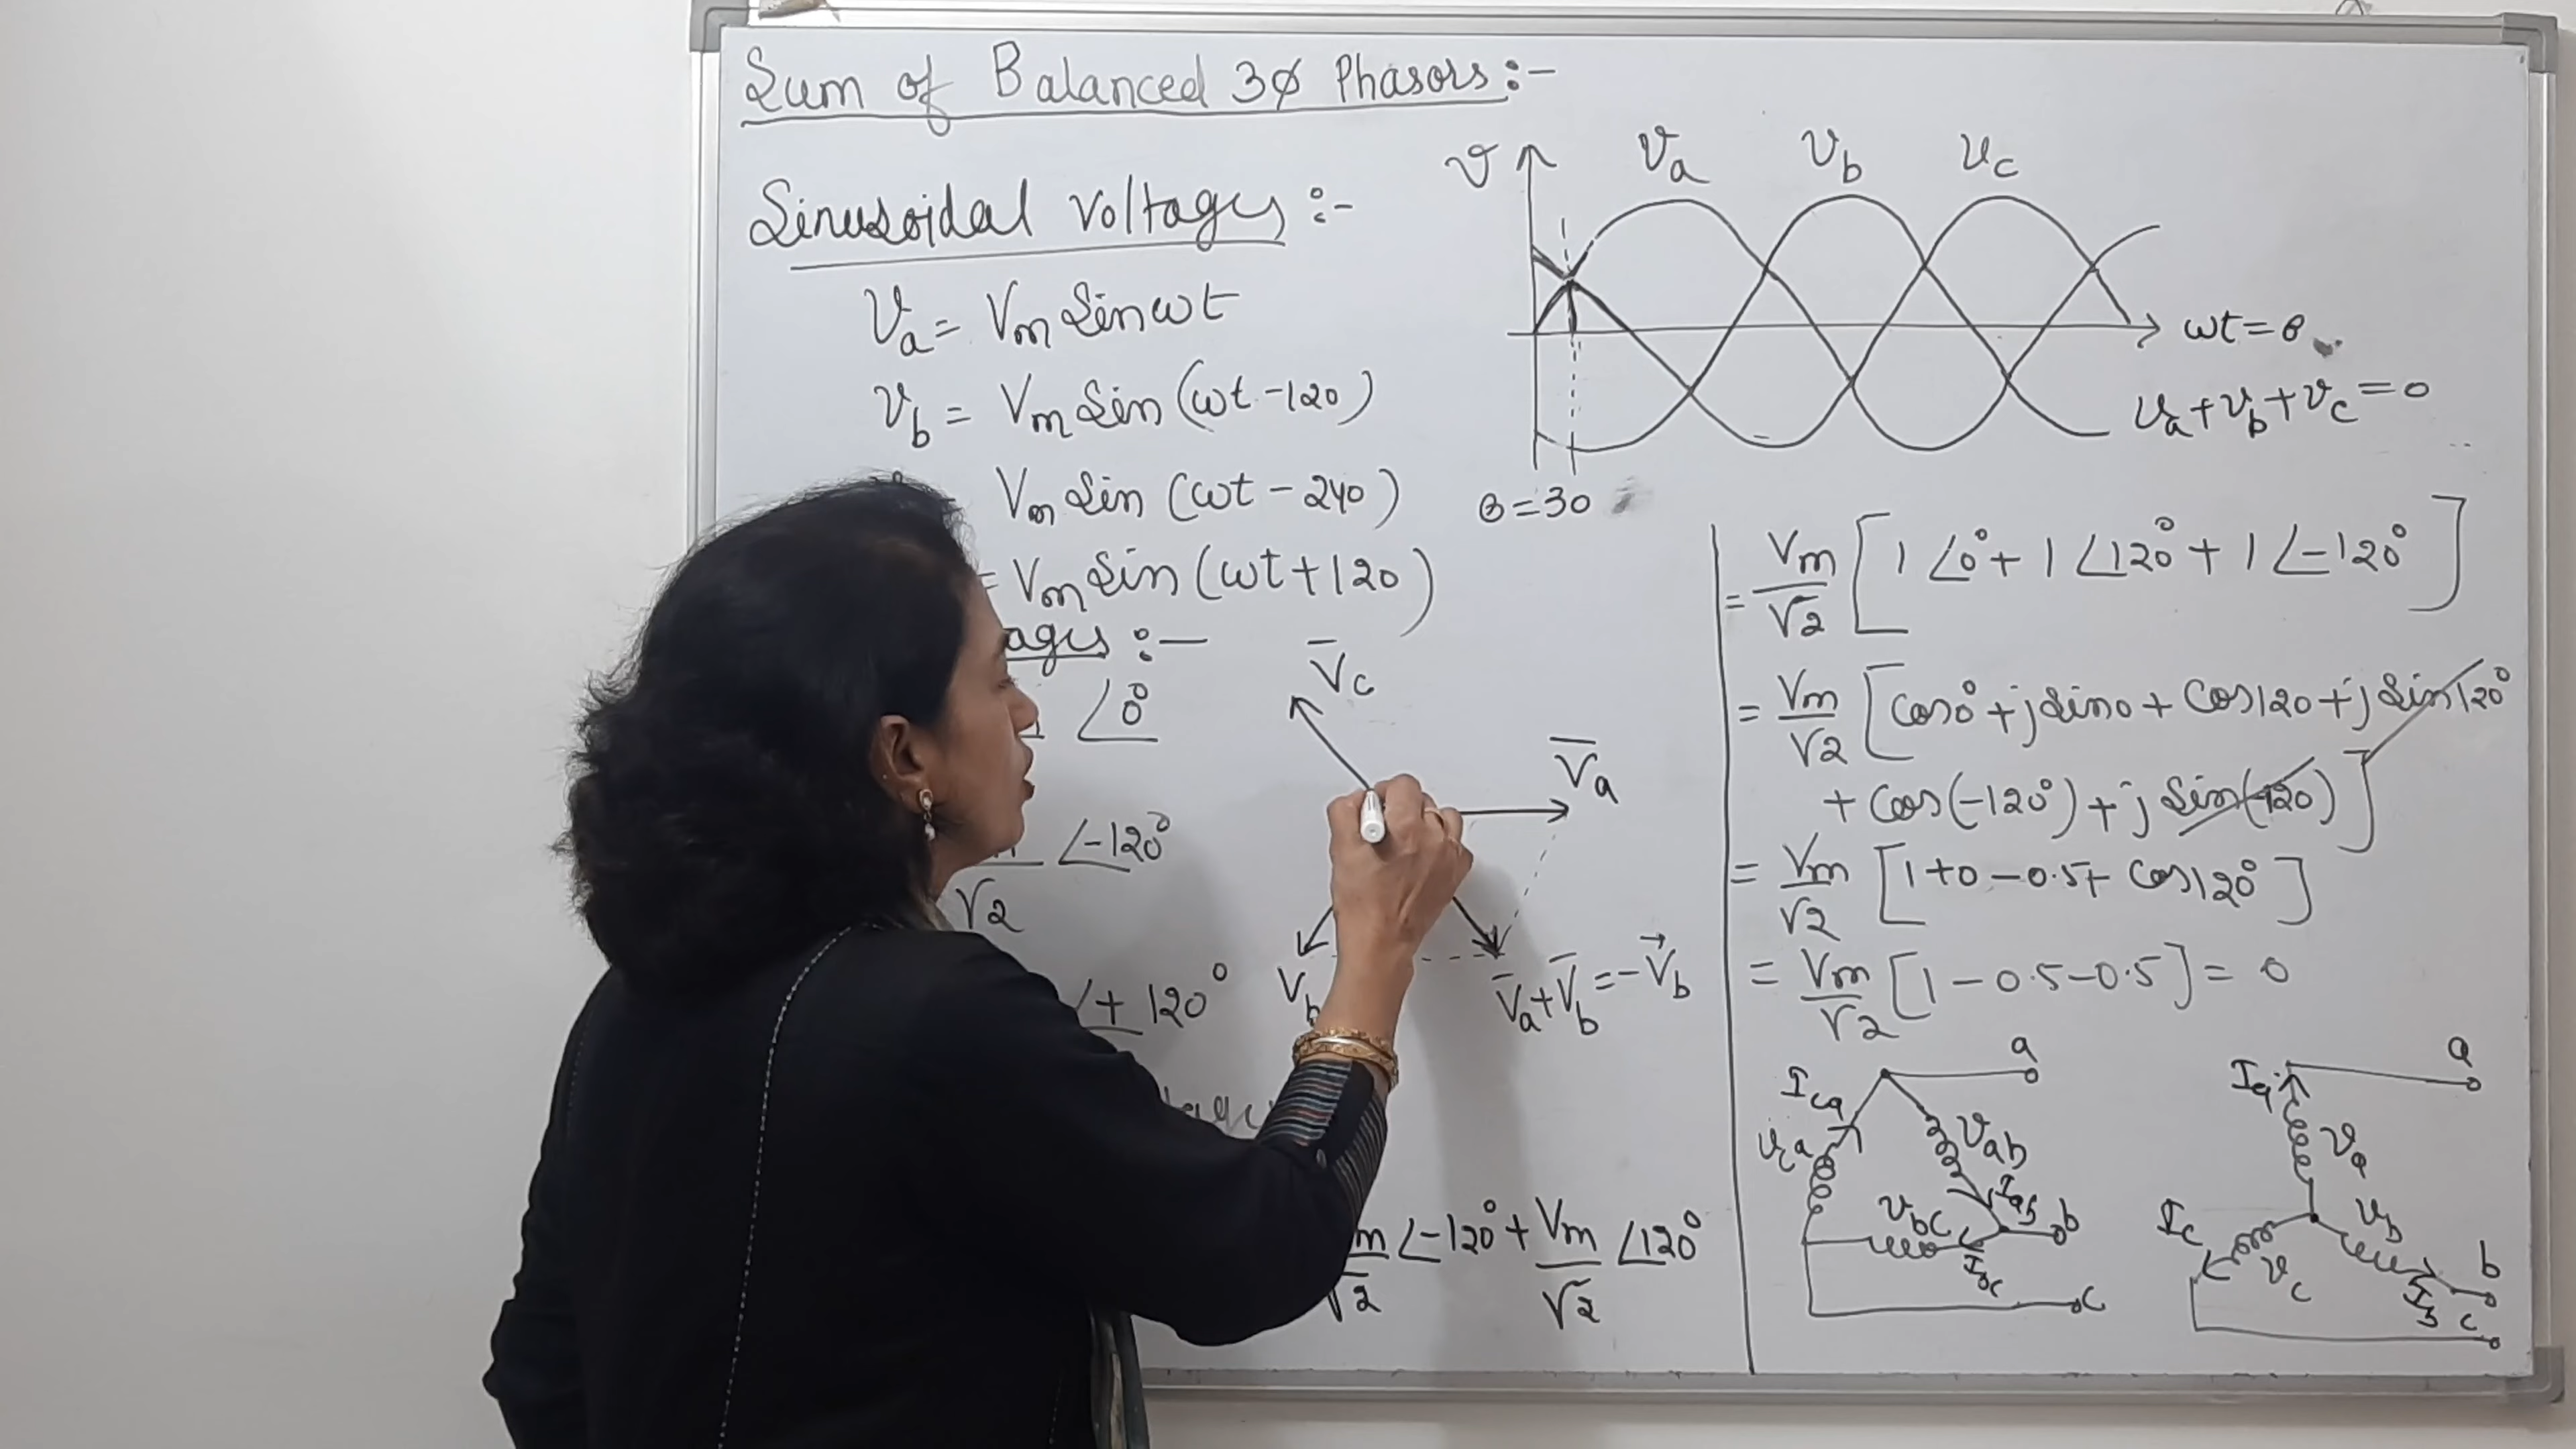 Sum of Balanced 3ø Phasors:-
Sinusoidal Voltages :-
Va = Vm Sin ωt
Vb = Vm Sin (ωt -120)
= Vm Sin (ωt - 240)
= Vm Sin (ωt + 120)
ages :-
∠0°
∠-120°
√2
∠+120°
m ∠-120° + Vm ∠120°
√2 √2
V̅c
V̅a
Vb
V̅a + V̅b = -V⃗b
v Va Vb Vc
ωt = θ
Va + Vb + Vc = 0
θ = 30
= Vm/√2 [1∠0° + 1∠120° + 1∠-120°]
= Vm/√2 [Cos0° + j Sin0 + Cos120 + j Sin120°
+ Cos(-120°) + j Sin(-120)]
= Vm/√2 [1+0 -0.5+ Cos120°]
= Vm/√2 [1 - 0.5 - 0.5] = 0
a
Ica
Vca
Vab
Iab
Vbc
b
Ibc
c
a
Ia
Va
Ic
Vb
Vc
b
Ib
c